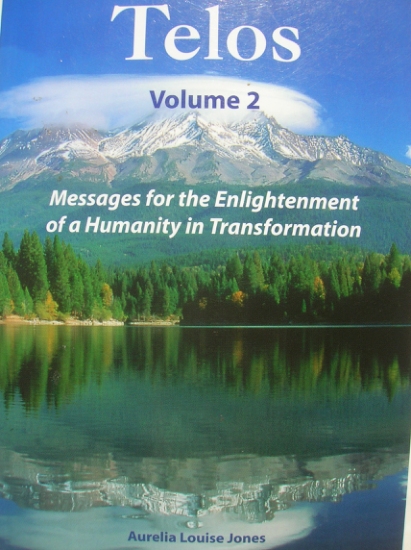 Telos
Volume 2
Messages for the Enlightenment
of a Humanity in Transformation
Aurelia Louise Jones